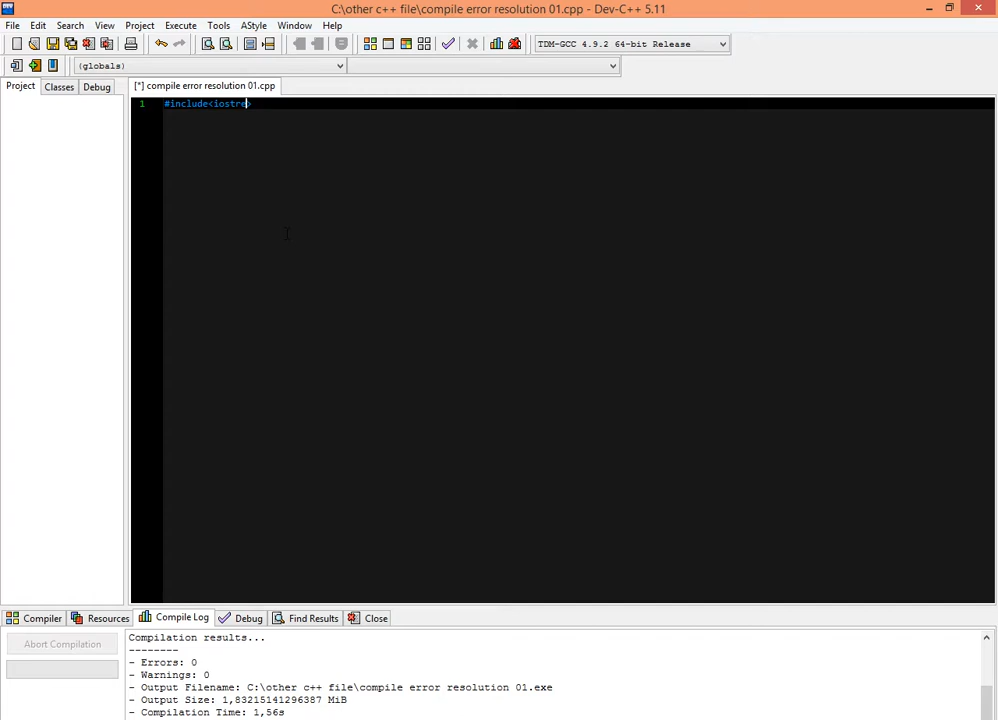 C:\other c++ file\compile error resolution 01.cpp - Dev-C++ 5.11
File Edit Search View Project Execute Tools AStyle Window Help
TDM-GCC 4.9.2 64-bit Release
(globals)
Project Classes Debug [*] compile error resolution 01.cpp
1 #include<iostre>
Compiler Resources Compile Log Debug Find Results Close
Abort Compilation
Compilation results...
--------
- Errors: 0
- Warnings: 0
- Output Filename: C:\other c++ file\compile error resolution 01.exe
- Output Size: 1,83215141296387 MiB
- Compilation Time: 1,56s